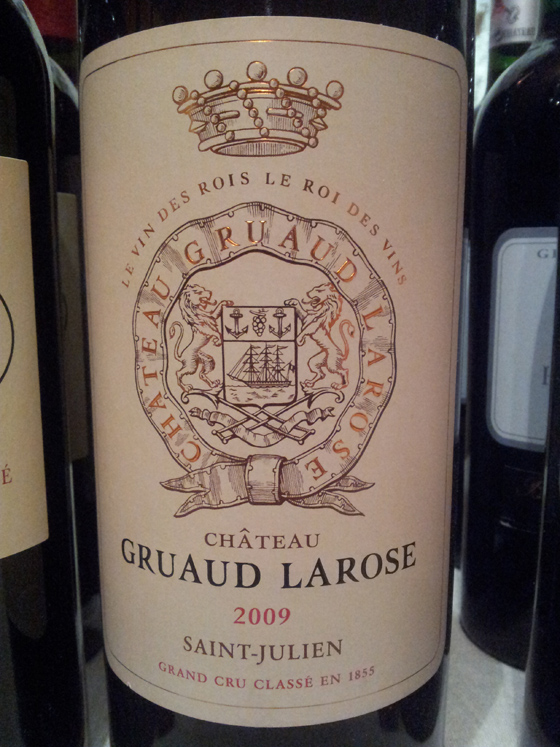 LE VIN DES ROIS LE ROI DES VINS
CHATEAU GRUAUD LAROSE
CHÂTEAU
GRUAUD LAROSE
2009
SAINT-JULIEN
GRAND CRU CLASSÉ EN 1855
É